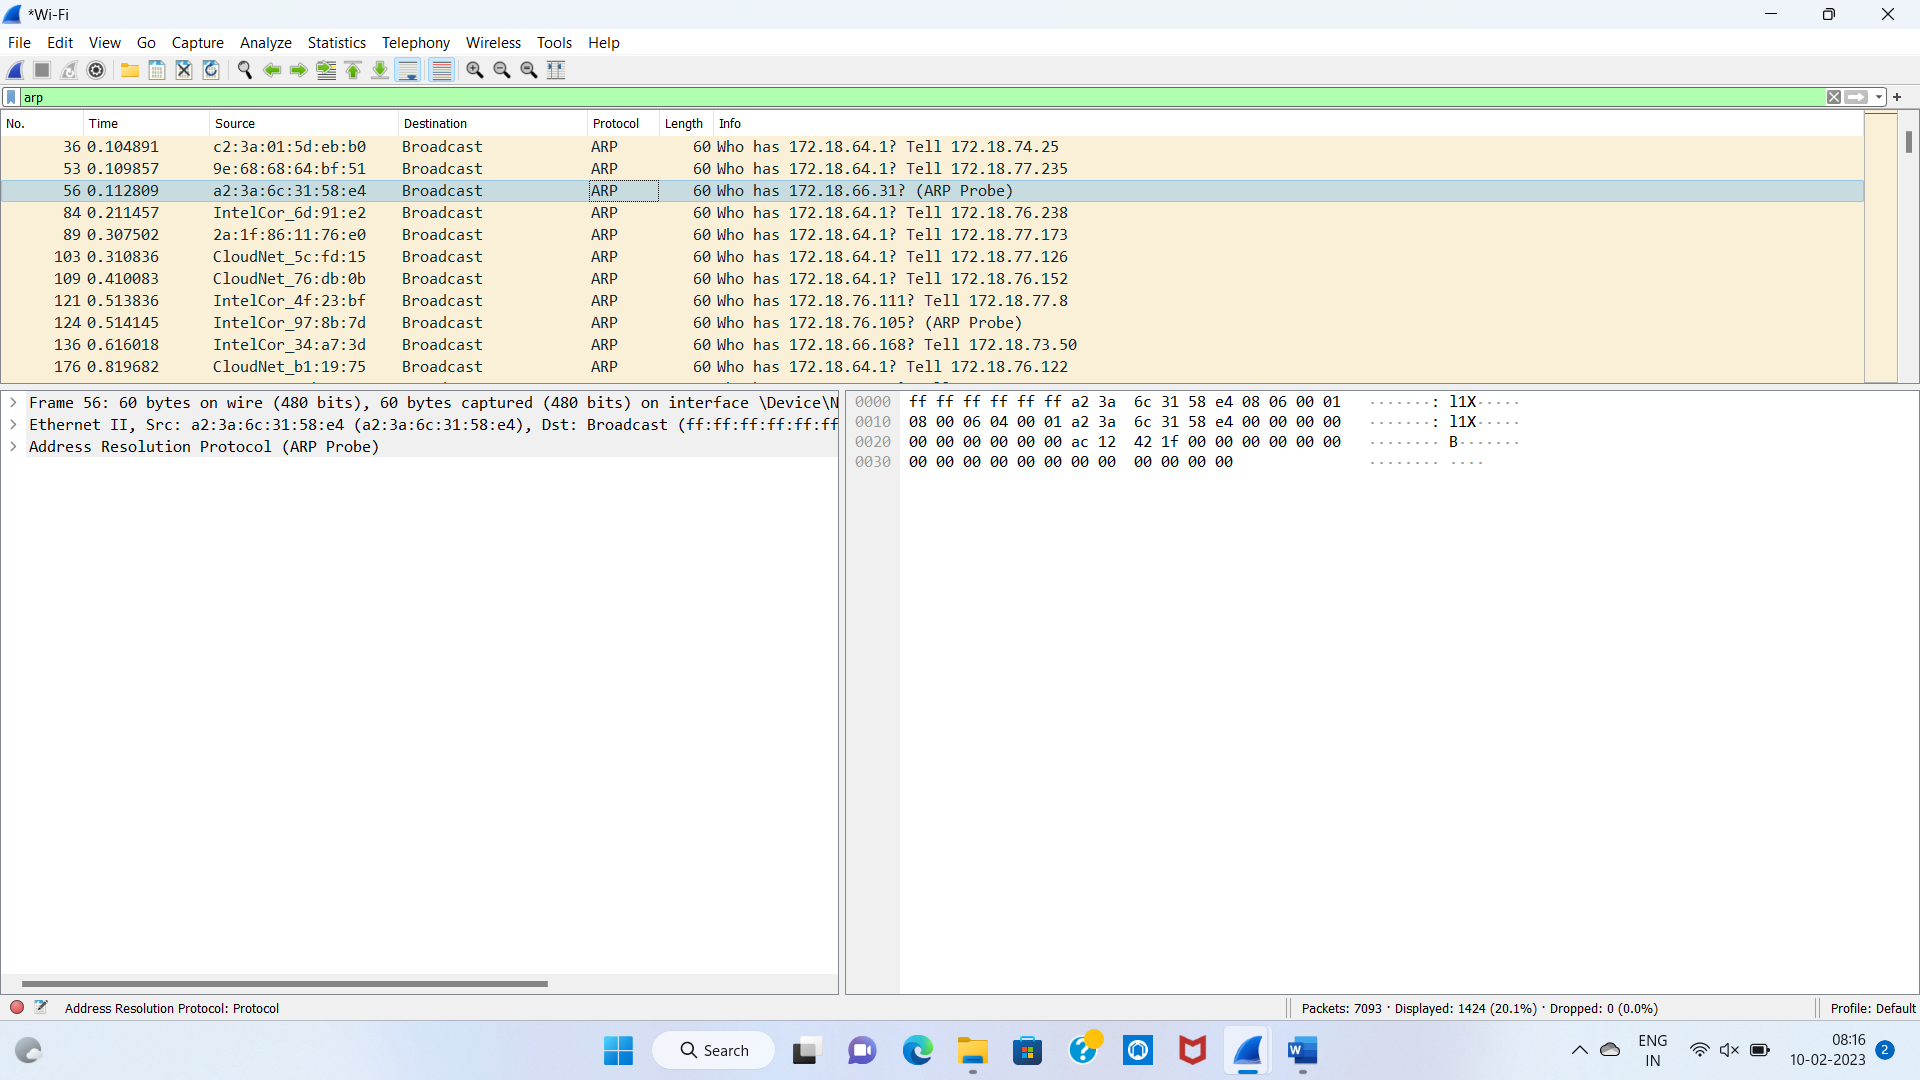 *Wi-Fi
File Edit View Go Capture Analyze Statistics Telephony Wireless Tools Help
arp
No. Time Source Destination Protocol Length Info
36 0.104891 c2:3a:01:5d:eb:b0 Broadcast ARP 60 Who has 172.18.64.1? Tell 172.18.74.25
53 0.109857 9e:68:68:64:bf:51 Broadcast ARP 60 Who has 172.18.64.1? Tell 172.18.77.235
56 0.112809 a2:3a:6c:31:58:e4 Broadcast ARP 60 Who has 172.18.66.31? (ARP Probe)
84 0.211457 IntelCor_6d:91:e2 Broadcast ARP 60 Who has 172.18.64.1? Tell 172.18.76.238
89 0.307502 2a:1f:86:11:76:e0 Broadcast ARP 60 Who has 172.18.64.1? Tell 172.18.77.173
103 0.310836 CloudNet_5c:fd:15 Broadcast ARP 60 Who has 172.18.64.1? Tell 172.18.77.126
109 0.410083 CloudNet_76:db:0b Broadcast ARP 60 Who has 172.18.64.1? Tell 172.18.76.152
121 0.513836 IntelCor_4f:23:bf Broadcast ARP 60 Who has 172.18.76.111? Tell 172.18.77.8
124 0.514145 IntelCor_97:8b:7d Broadcast ARP 60 Who has 172.18.76.105? (ARP Probe)
136 0.616018 IntelCor_34:a7:3d Broadcast ARP 60 Who has 172.18.66.168? Tell 172.18.73.50
176 0.819682 CloudNet_b1:19:75 Broadcast ARP 60 Who has 172.18.64.1? Tell 172.18.76.122
Frame 56: 60 bytes on wire (480 bits), 60 bytes captured (480 bits) on interface \Device\N
Ethernet II, Src: a2:3a:6c:31:58:e4 (a2:3a:6c:31:58:e4), Dst: Broadcast (ff:ff:ff:ff:ff:ff
Address Resolution Protocol (ARP Probe)
0000 ff ff ff ff ff ff a2 3a 6c 31 58 e4 08 06 00 01 ·······: l1X·····
0010 08 00 06 04 00 01 a2 3a 6c 31 58 e4 00 00 00 00 ·······: l1X·····
0020 00 00 00 00 00 00 ac 12 42 1f 00 00 00 00 00 00 ········ B·······
0030 00 00 00 00 00 00 00 00 00 00 00 00 ········ ····
Address Resolution Protocol: Protocol
Packets: 7093 · Displayed: 1424 (20.1%) · Dropped: 0 (0.0%)
Profile: Default
Search
ENG
IN
08:16
10-02-2023
2